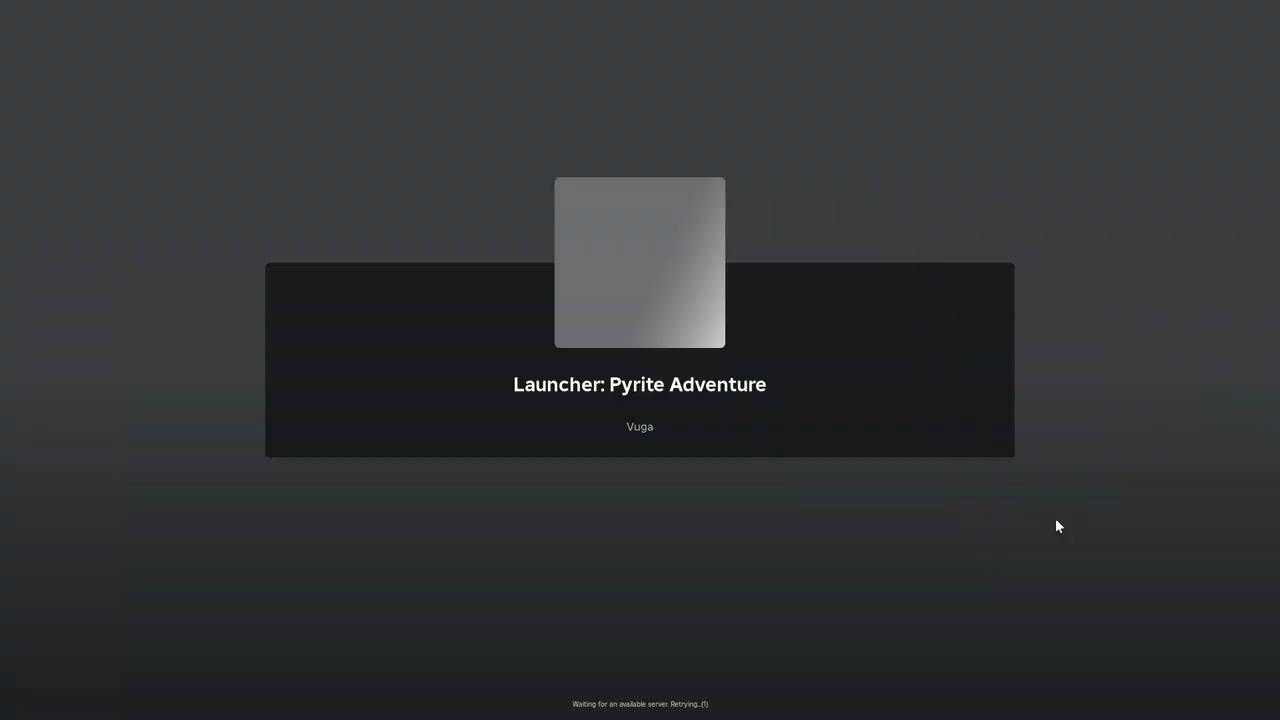 Launcher: Pyrite Adventure
Vuga
Waiting for an available server. Retrying...(1)